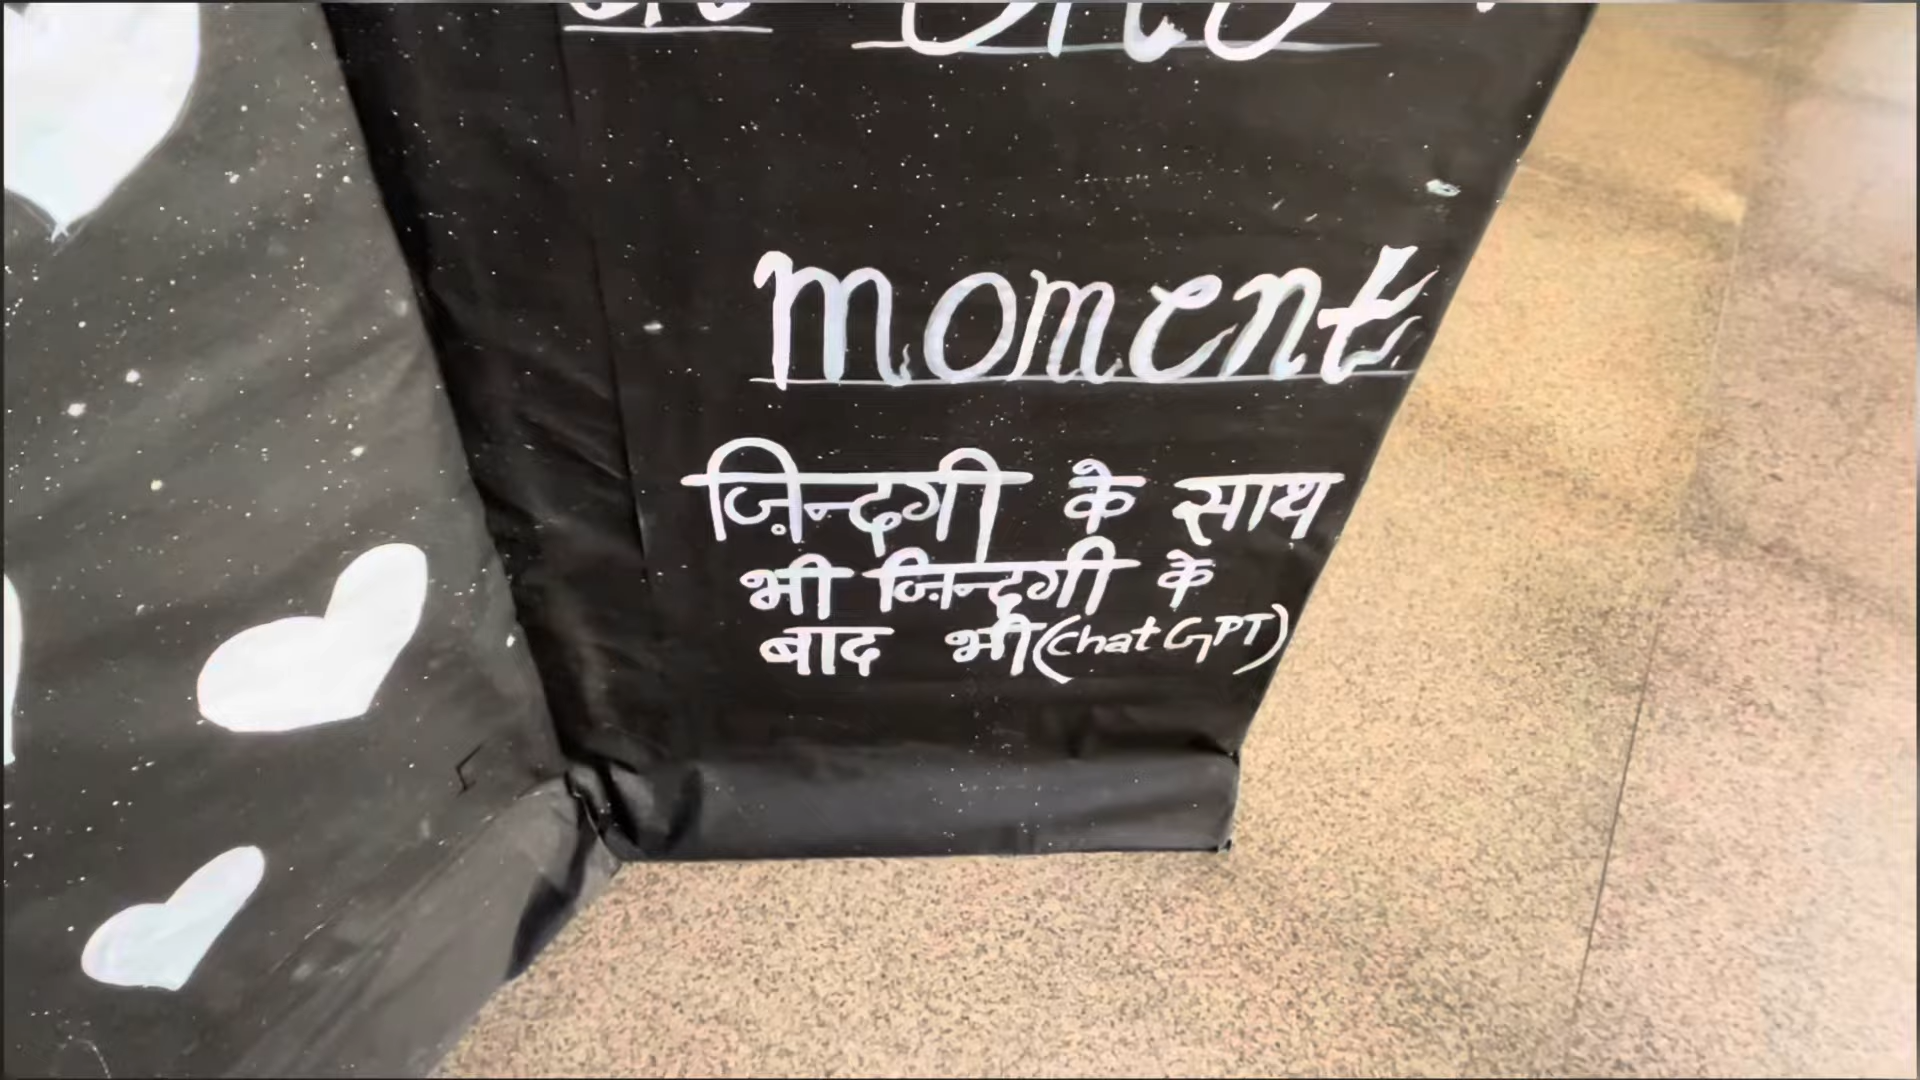 moment
ज़िन्दगी के साथ
भी ज़िन्दगी के
बाद भी (Chat GPT)